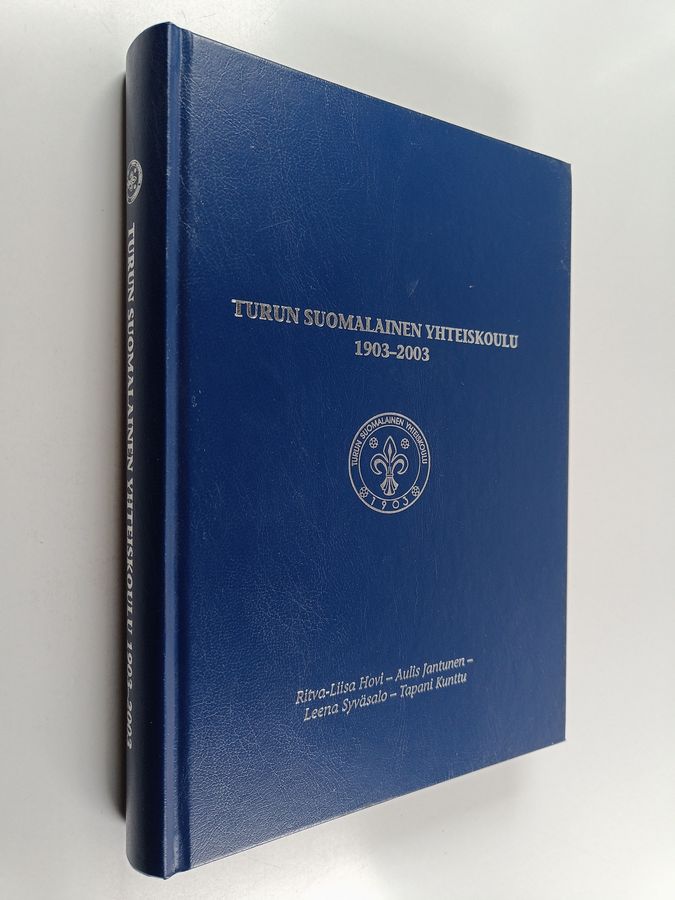 TURUN SUOMALAINEN YHTEISKOULU 1903–2003
TURUN SUOMALAINEN YHTEISKOULU
1903–2003
TURUN SUOMALAINEN YHTEISKOULU
1903
Ritva-Liisa Hovi – Aulis Jantunen –
Leena Syväsalo – Tapani Kunttu